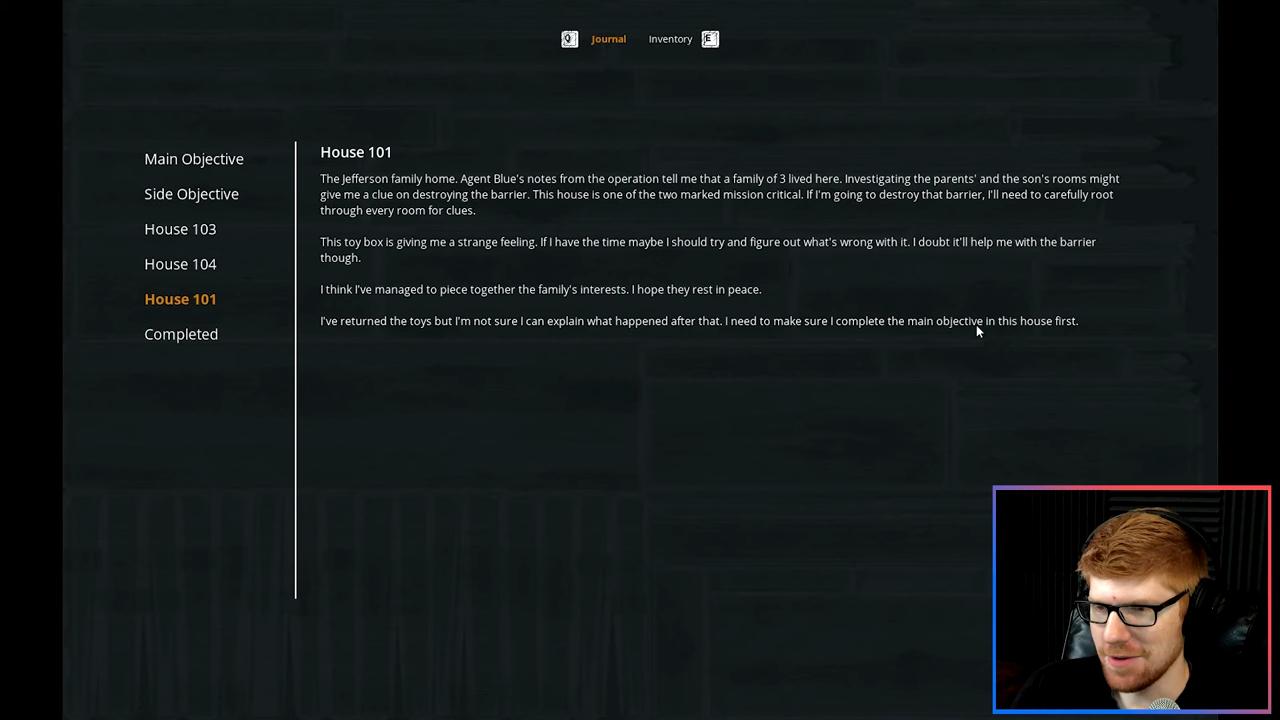 Q Journal Inventory E
Main Objective
Side Objective
House 103
House 104
House 101
Completed
House 101
The Jefferson family home. Agent Blue's notes from the operation tell me that a family of 3 lived here. Investigating the parents' and the son's rooms might
give me a clue on destroying the barrier. This house is one of the two marked mission critical. If I'm going to destroy that barrier, I'll need to carefully root
through every room for clues.
This toy box is giving me a strange feeling. If I have the time maybe I should try and figure out what's wrong with it. I doubt it'll help me with the barrier
though.
I think I've managed to piece together the family's interests. I hope they rest in peace.
I've returned the toys but I'm not sure I can explain what happened after that. I need to make sure I complete the main objective in this house first.